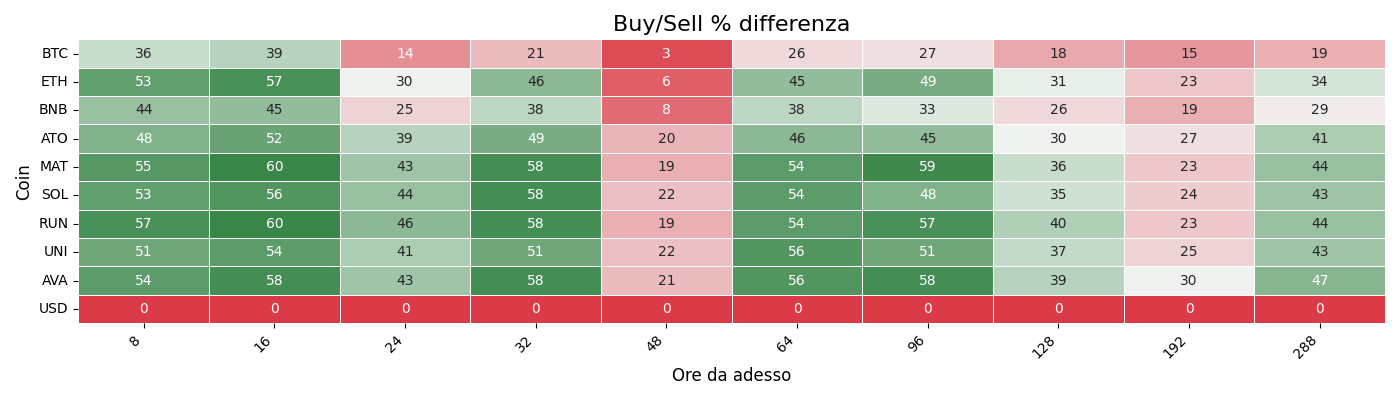 Buy/Sell % differenza
Coin
BTC 36 39 14 21 3 26 27 18 15 19
ETH 53 57 30 46 6 45 49 31 23 34
BNB 44 45 25 38 8 38 33 26 19 29
ATO 48 52 39 49 20 46 45 30 27 41
MAT 55 60 43 58 19 54 59 36 23 44
SOL 53 56 44 58 22 54 48 35 24 43
RUN 57 60 46 58 19 54 57 40 23 44
UNI 51 54 41 51 22 56 51 37 25 43
AVA 54 58 43 58 21 56 58 39 30 47
USD 0 0 0 0 0 0 0 0 0 0
8 16 24 32 48 64 96 128 192 288
Ore da adesso